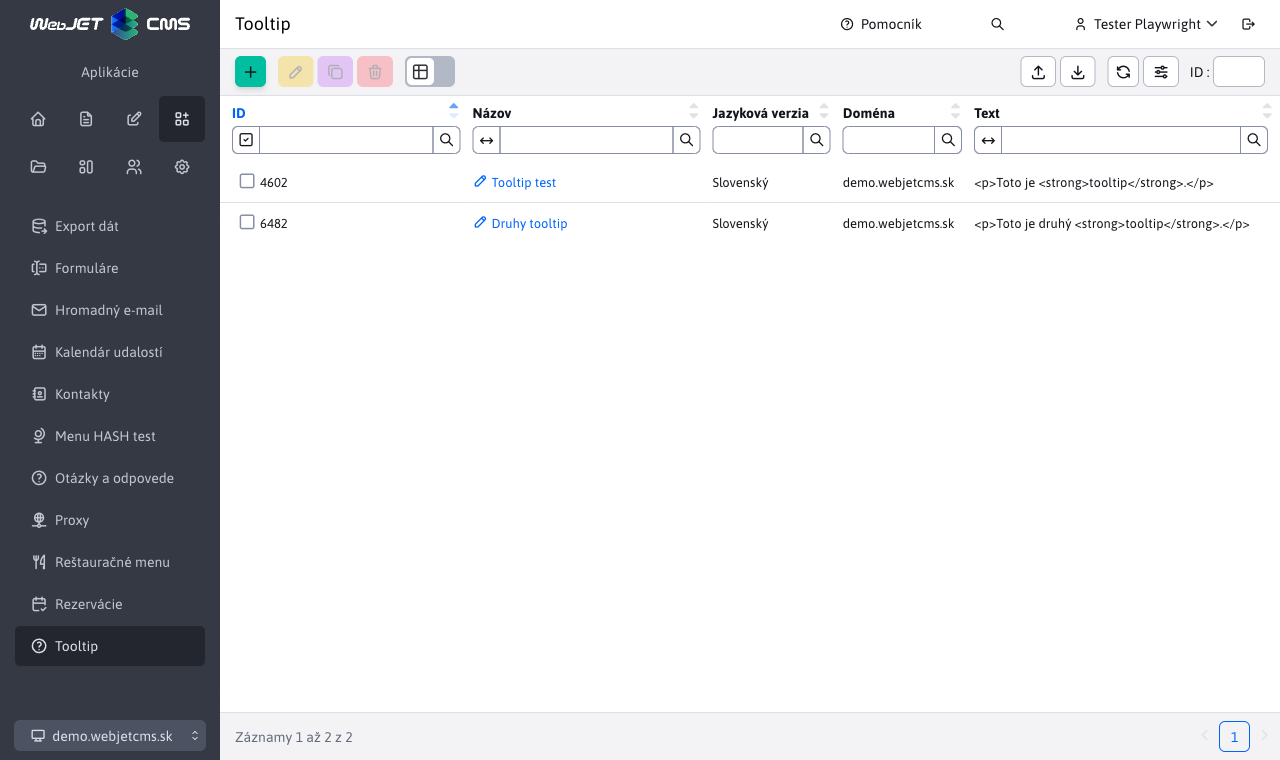 WebJET CMS
Tooltip
Pomocník
Tester Playwright
Aplikácie
ID :
ID
Názov
Jazyková verzia
Doména
Text
4602
Tooltip test
Slovenský
demo.webjetcms.sk
<p>Toto je <strong>tooltip</strong>.</p>
6482
Druhy tooltip
Slovenský
demo.webjetcms.sk
<p>Toto je druhý <strong>tooltip</strong>.</p>
Export dát
Formuláre
Hromadný e-mail
Kalendár udalostí
Kontakty
Menu HASH test
Otázky a odpovede
Proxy
Reštauračné menu
Rezervácie
Tooltip
demo.webjetcms.sk
Záznamy 1 až 2 z 2
1